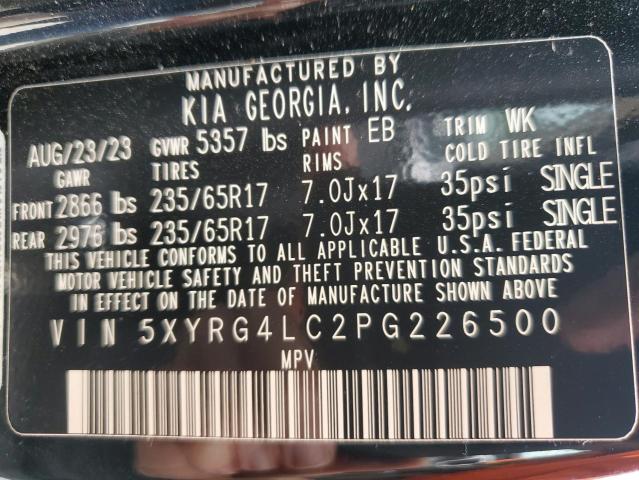 MANUFACTURED BY
KIA GEORGIA, INC.
AUG/23/23 GVWR 5357 lbs PAINT EB TRIM WK
GAWR TIRES RIMS COLD TIRE INFL
FRONT 2866 lbs 235/65R17 7.0Jx17 35psi SINGLE
REAR 2976 lbs 235/65R17 7.0Jx17 35psi SINGLE
THIS VEHICLE CONFORMS TO ALL APPLICABLE U.S.A. FEDERAL
MOTOR VEHICLE SAFETY AND THEFT PREVENTION STANDARDS
IN EFFECT ON THE DATE OF MANUFACTURE SHOWN ABOVE
VIN 5XYRG4LC2PG226500
MPV